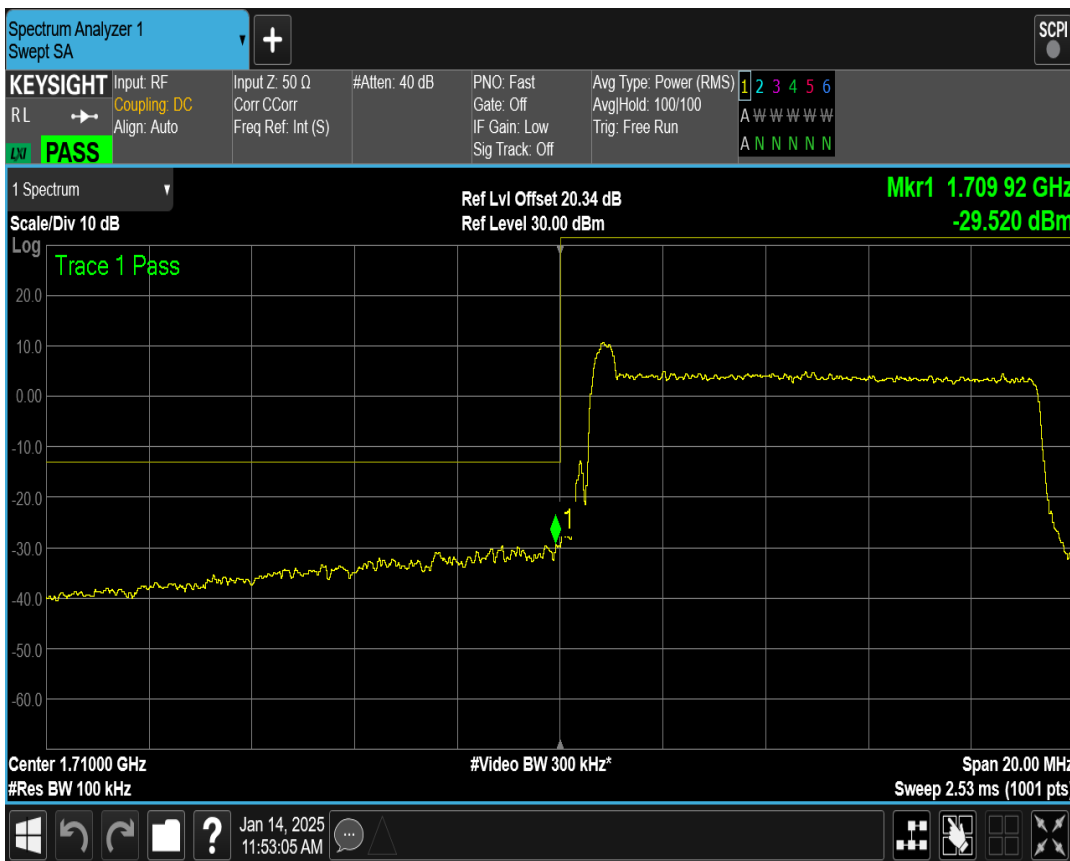 Spectrum Analyzer 1
Swept SA
SCPI
KEYSIGHT
RL
LXI PASS
Input: RF
Coupling: DC
Align: Auto
Input Z: 50 Ω
Corr CCorr
Freq Ref: Int (S)
#Atten: 40 dB
PNO: Fast
Gate: Off
IF Gain: Low
Sig Track: Off
Avg Type: Power (RMS)
Avg|Hold: 100/100
Trig: Free Run
1 2 3 4 5 6
A W W W W W
A N N N N N
1 Spectrum
Scale/Div 10 dB
Ref Lvl Offset 20.34 dB
Ref Level 30.00 dBm
Mkr1 1.709 92 GHz
-29.520 dBm
Log
Trace 1 Pass
20.0
10.0
0.00
-10.0
-20.0
1
-30.0
-40.0
-50.0
-60.0
Center 1.71000 GHz
#Res BW 100 kHz
#Video BW 300 kHz*
Span 20.00 MHz
Sweep 2.53 ms (1001 pts)
?
Jan 14, 2025
11:53:05 AM